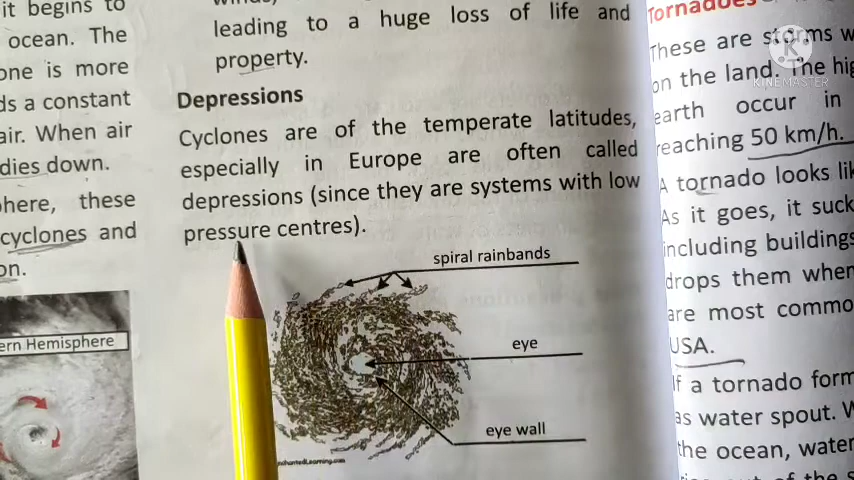 it begins to
ocean. The
one is more
ds a constant
air. When air
dies down.
here, these
cyclones and
on.
ern Hemisphere
leading to a huge loss of life and
property.
Depressions
Cyclones are of the temperate latitudes,
especially in Europe are often called
depressions (since they are systems with low
pressure centres).
spiral rainbands
eye
eye wall
Tornadoes
These are storms w
on the land. The hig
earth occur in
reaching 50 km/h.
A tornado looks lik
As it goes, it suck
including buildings
drops them when
are most commo
USA.
If a tornado form
as water spout. W
the ocean, water
KINEMASTER